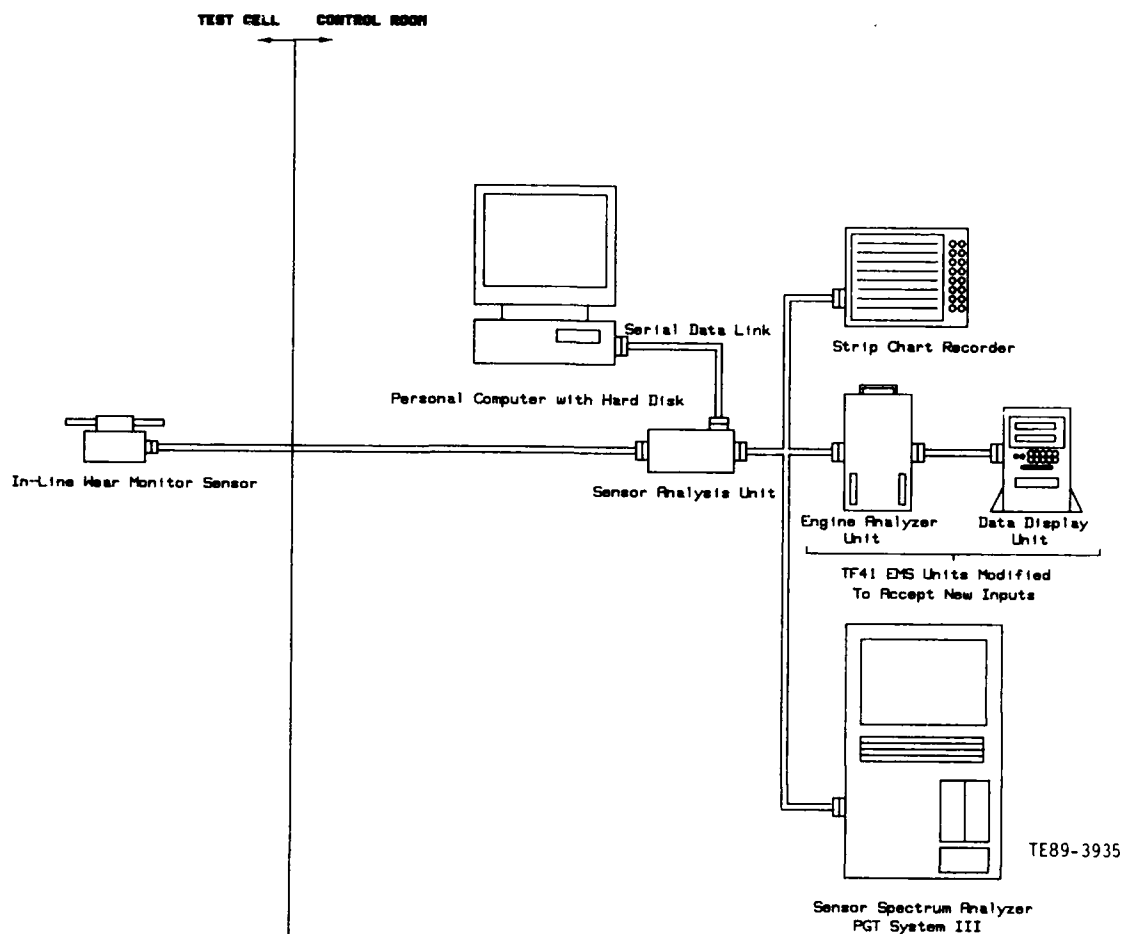 TEST CELL CONTROL ROOM
Serial Data Link
Strip Chart Recorder
Personal Computer with Hard Disk
In-Line Wear Monitor Sensor
Sensor Analysis Unit
Engine Analyzer
Unit
Data Display
Unit
TF41 EMS Units Modified
To Accept New Inputs
TE89-3935
Sensor Spectrum Analyzer
PGT System III